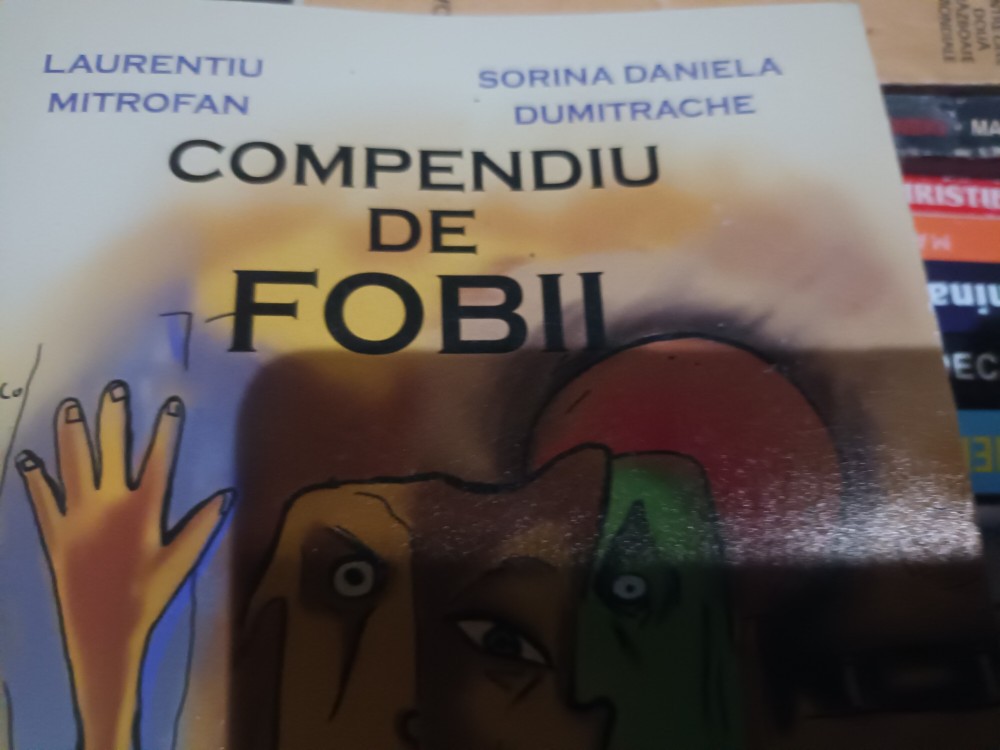 LAURENTIU
MITROFAN
SORINA DANIELA
DUMITRACHE
COMPENDIU
DE
FOBII